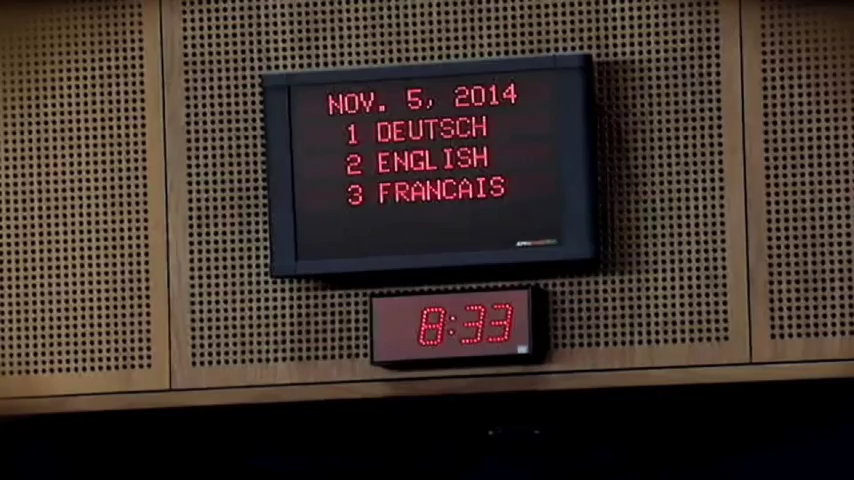 NOV. 5, 2014
1 DEUTSCH
2 ENGLISH
3 FRANCAIS
8:33